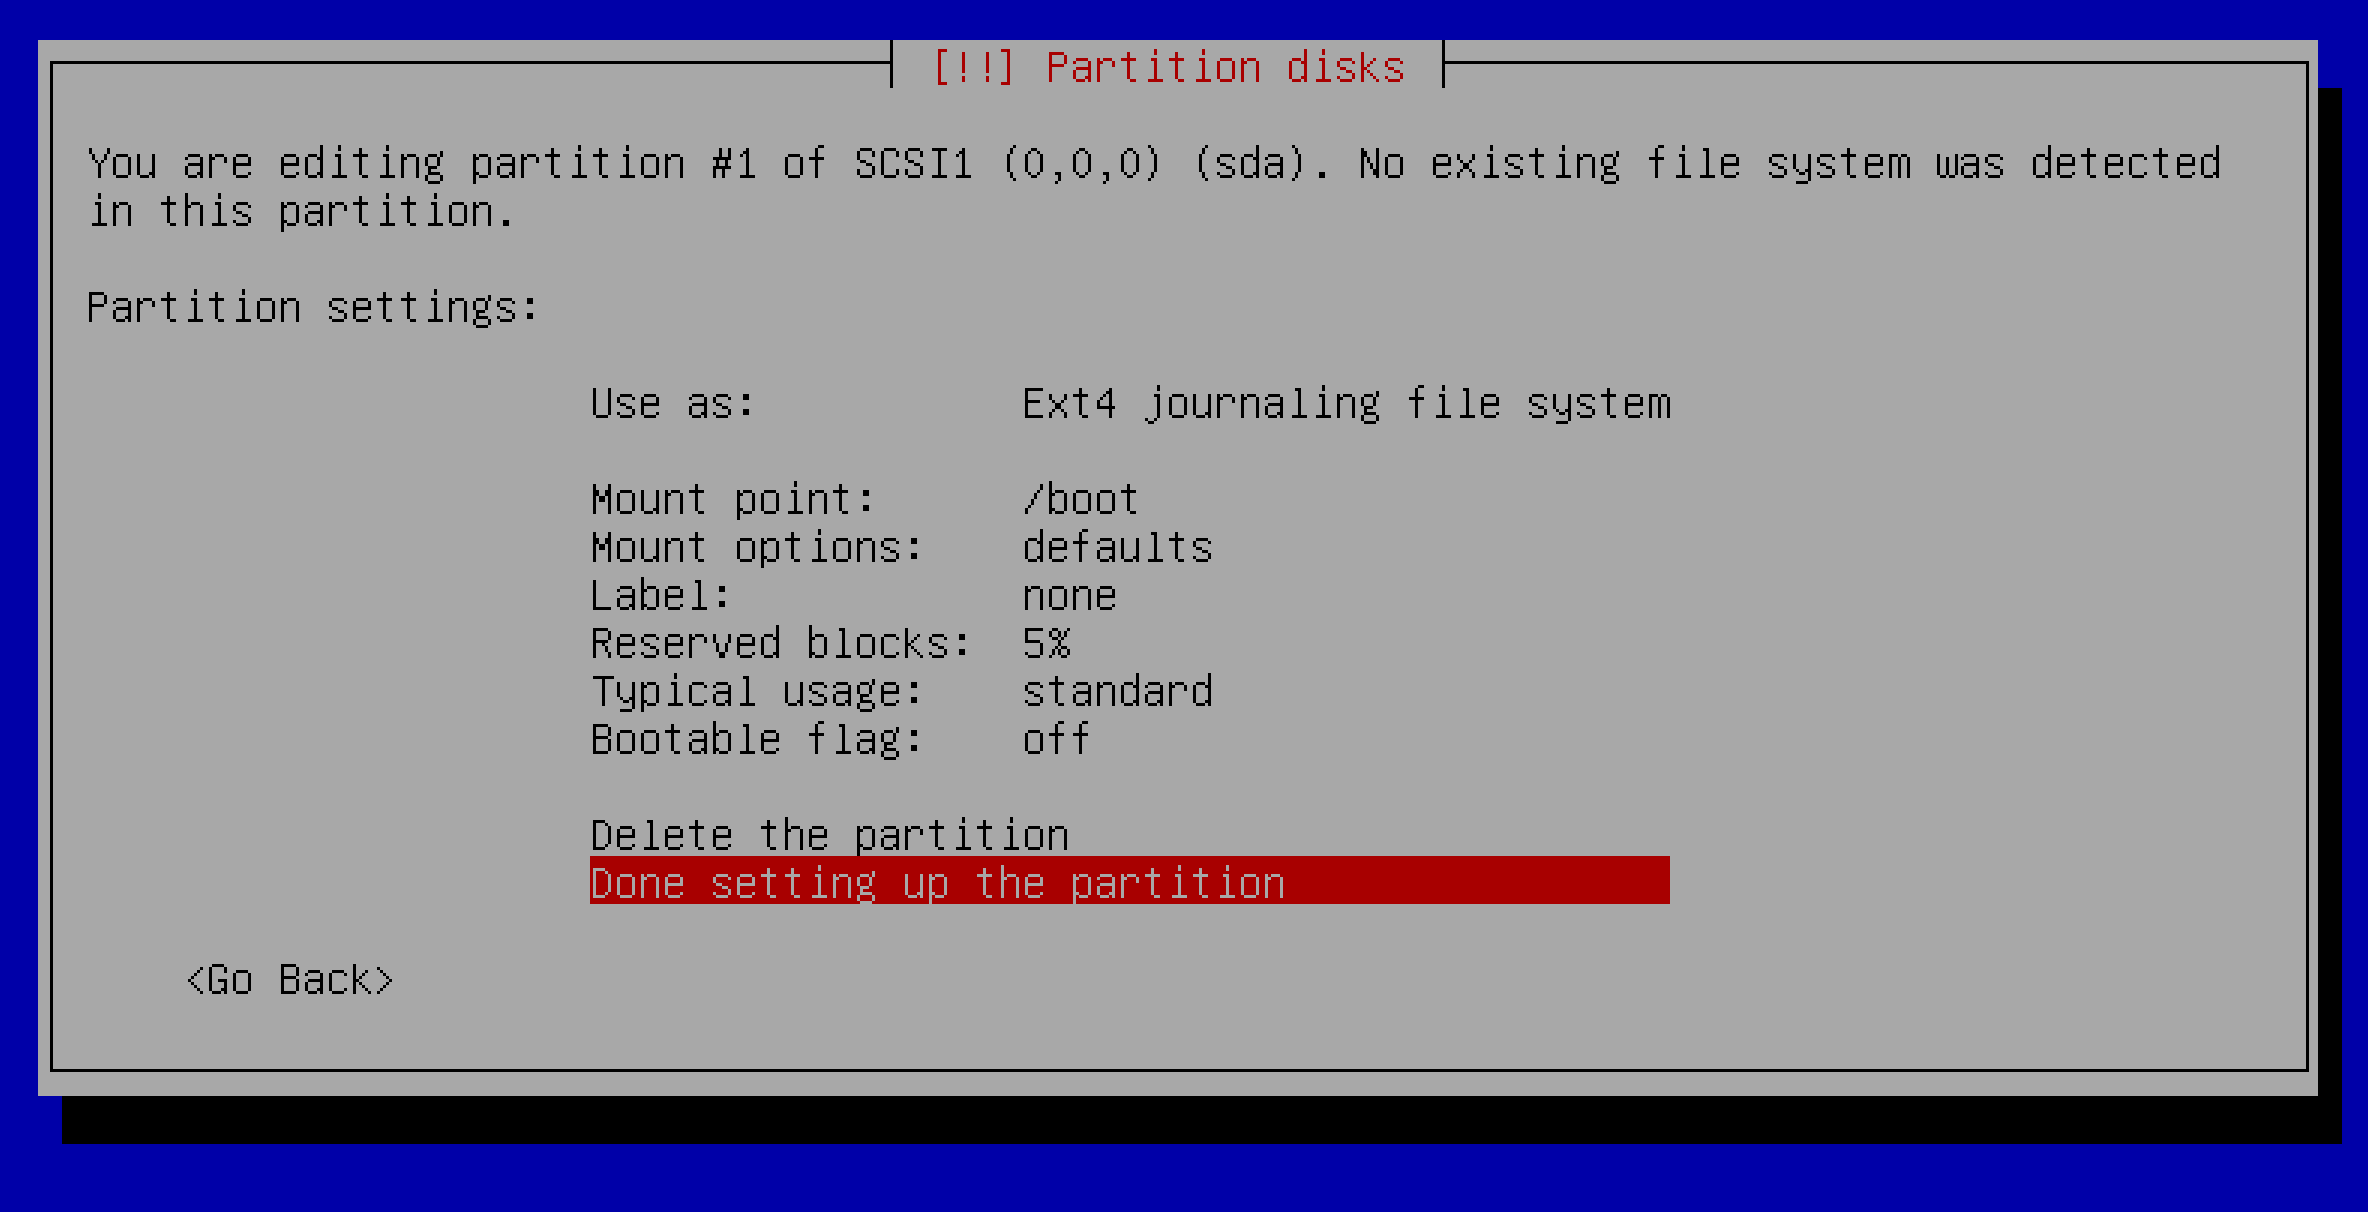 [!!] Partition disks
You are editing partition #1 of SCSI1 (0,0,0) (sda). No existing file system was detected
in this partition.
Partition settings:
Use as: Ext4 journaling file system
Mount point: /boot
Mount options: defaults
Label: none
Reserved blocks: 5%
Typical usage: standard
Bootable flag: off
Delete the partition
Done setting up the partition
<Go Back>